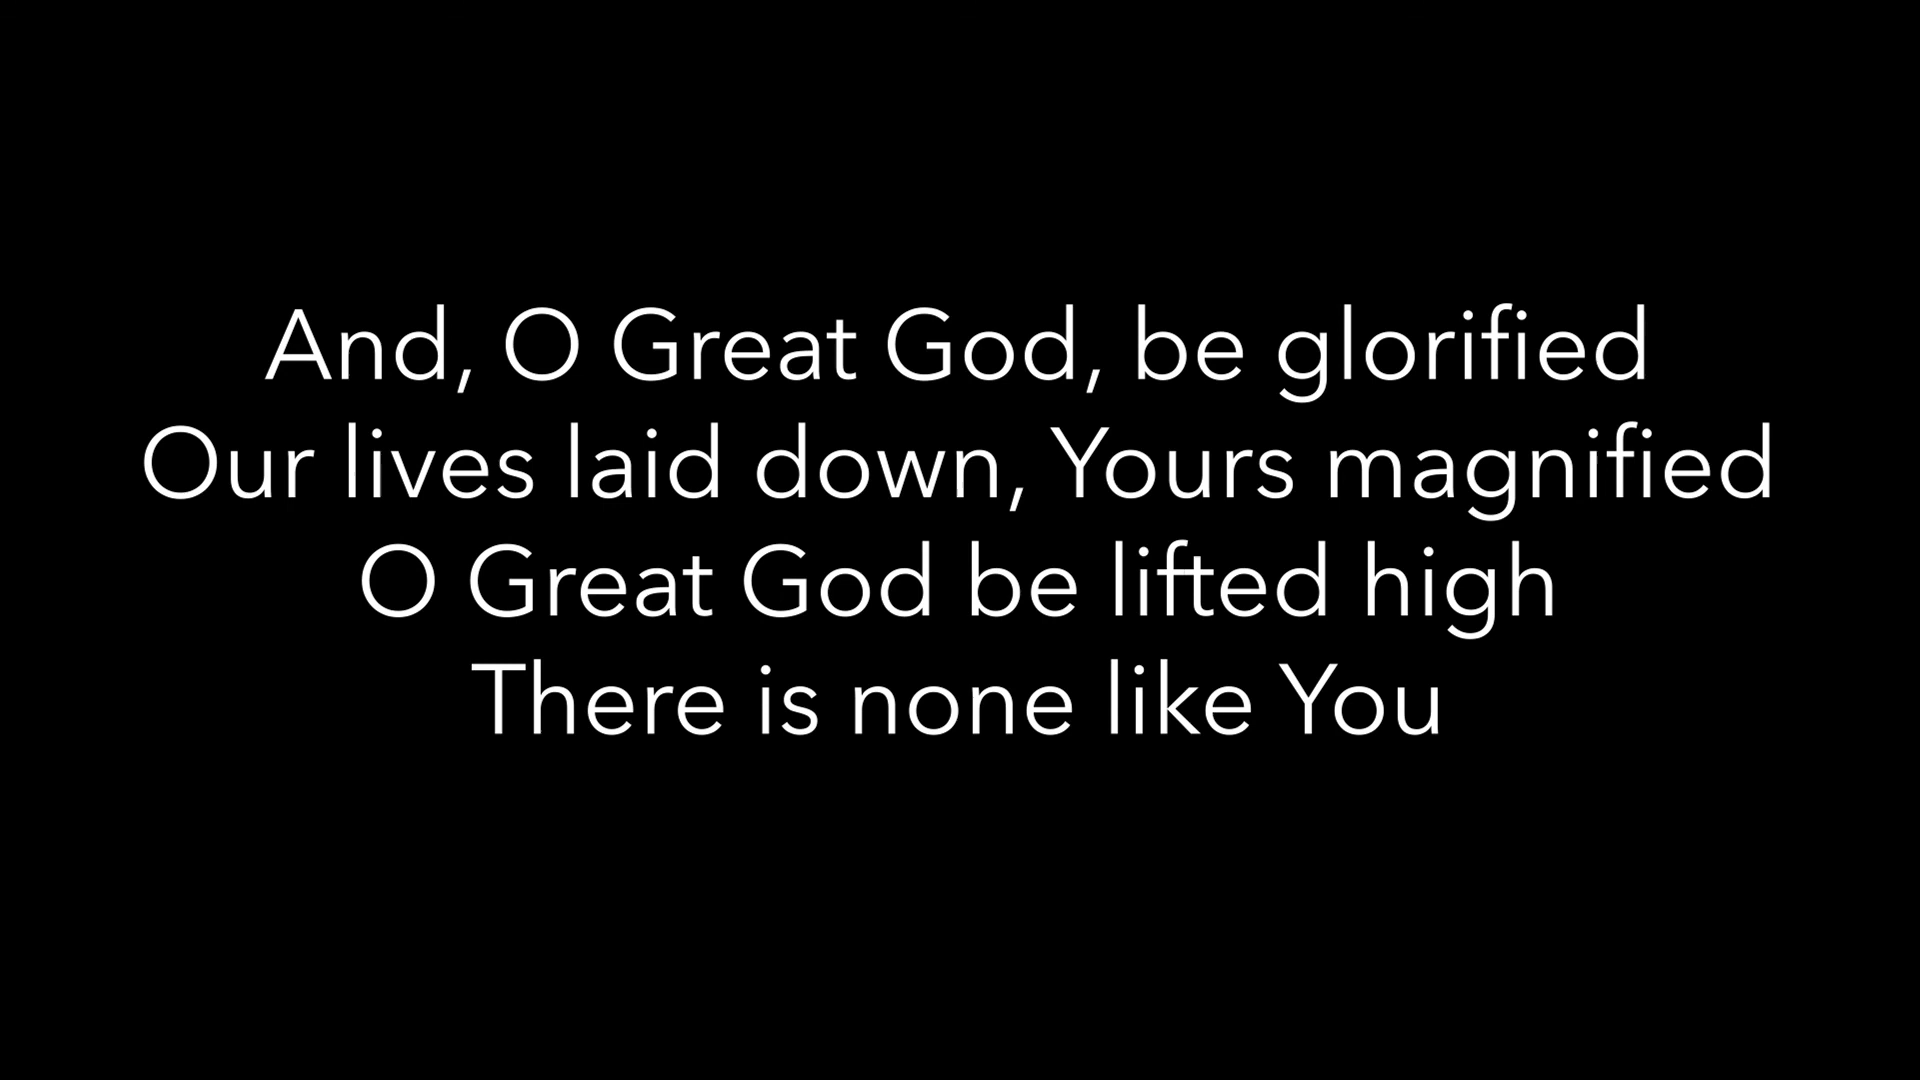 And, O Great God, be glorified
Our lives laid down, Yours magnified
O Great God be lifted high
There is none like You